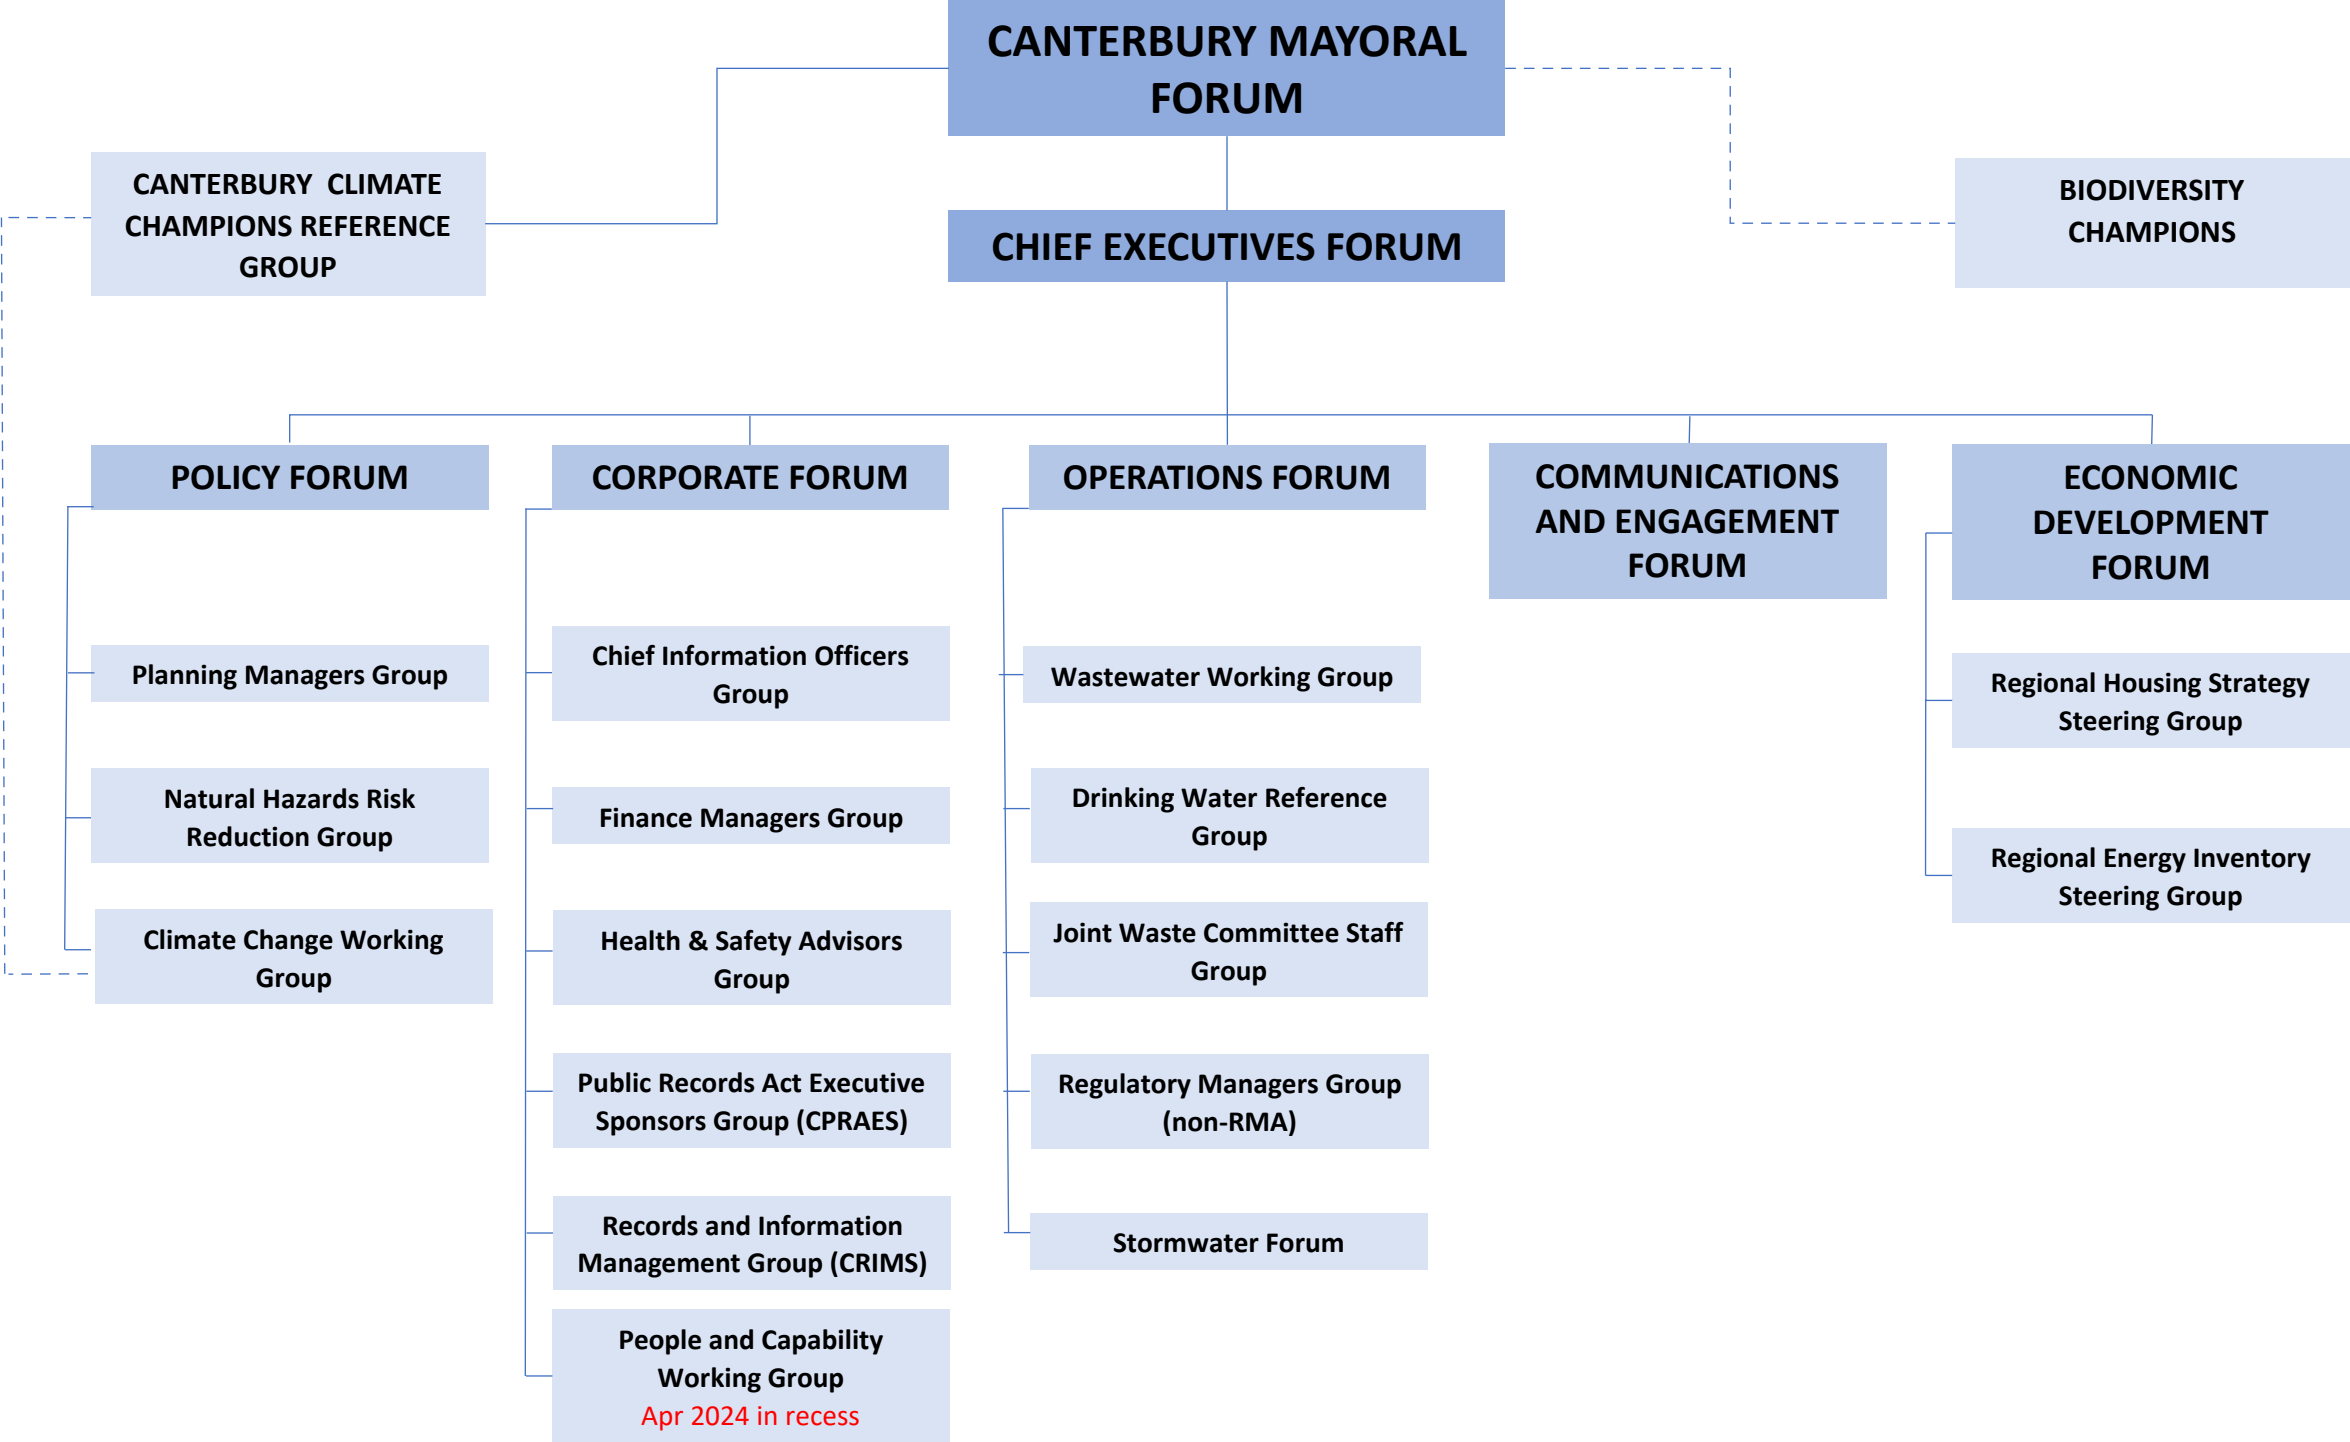 CANTERBURY MAYORAL
FORUM
CANTERBURY CLIMATE
CHAMPIONS REFERENCE
GROUP
BIODIVERSITY
CHAMPIONS
CHIEF EXECUTIVES FORUM
POLICY FORUM
Planning Managers Group
Natural Hazards Risk
Reduction Group
Climate Change Working
Group
CORPORATE FORUM
Chief Information Officers
Group
Finance Managers Group
Health & Safety Advisors
Group
Public Records Act Executive
Sponsors Group (CPRAES)
Records and Information
Management Group (CRIMS)
People and Capability
Working Group
Apr 2024 in recess
OPERATIONS FORUM
Wastewater Working Group
Drinking Water Reference
Group
Joint Waste Committee Staff
Group
Regulatory Managers Group
(non-RMA)
Stormwater Forum
COMMUNICATIONS
AND ENGAGEMENT
FORUM
ECONOMIC
DEVELOPMENT
FORUM
Regional Housing Strategy
Steering Group
Regional Energy Inventory
Steering Group